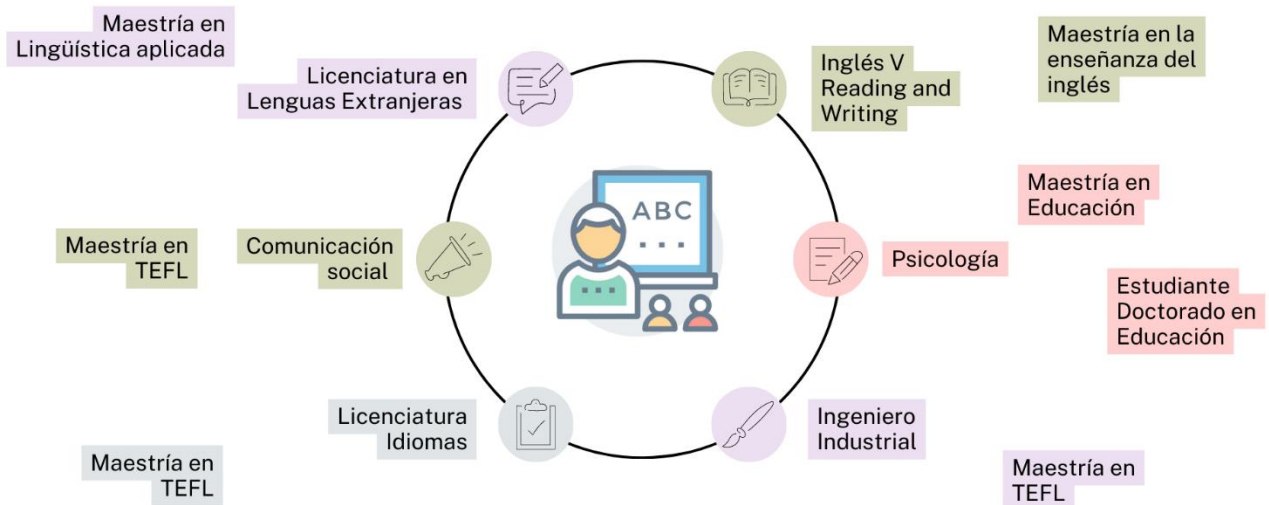 Maestría en
Lingüística aplicada
Licenciatura en
Lenguas Extranjeras
Inglés V
Reading and
Writing
Maestría en la
enseñanza del
inglés
Maestría en
TEFL
Comunicación
social
ABC
Psicología
Maestría en
Educación
Estudiante
Doctorado en
Educación
Licenciatura
Idiomas
Maestría en
TEFL
Ingeniero
Industrial
Maestría en
TEFL